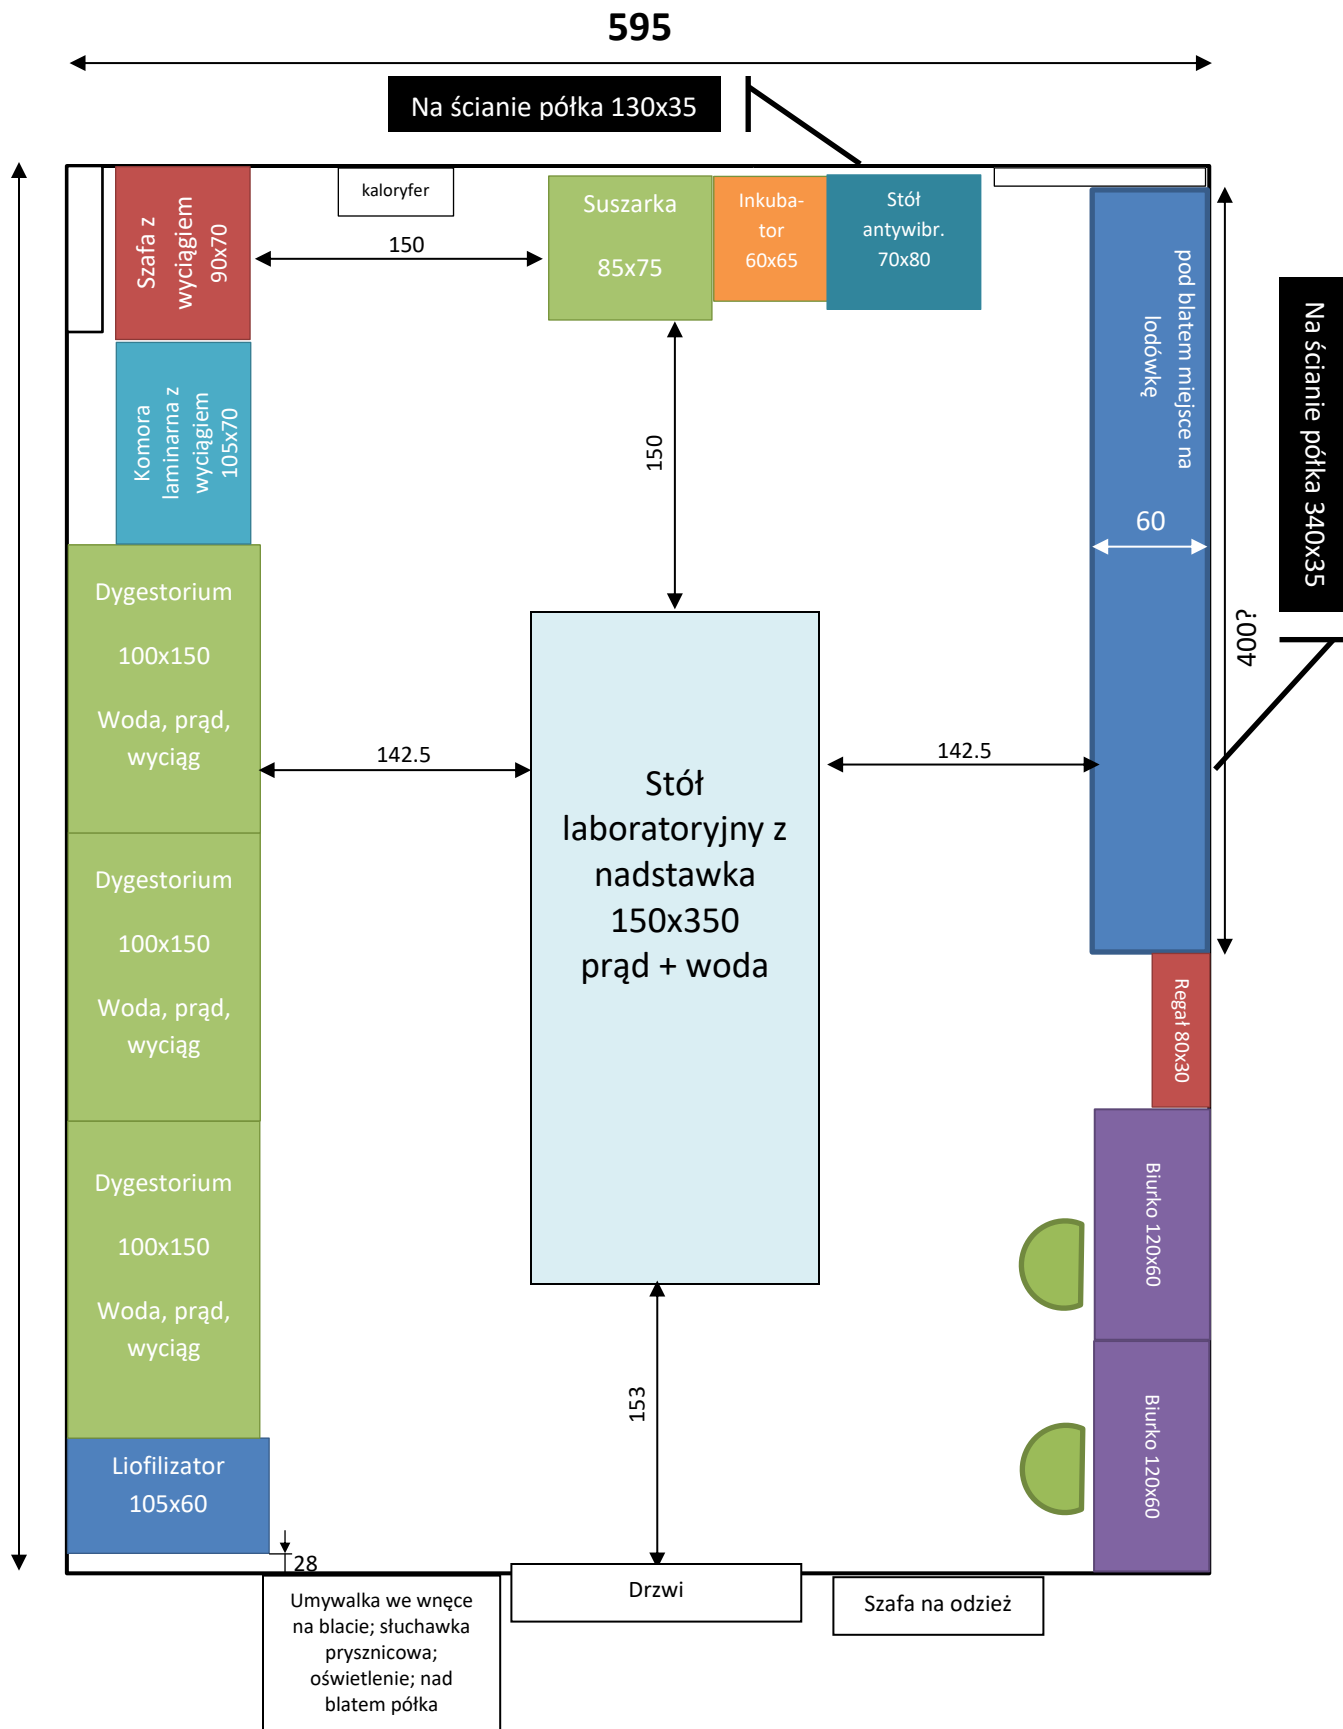 595
Na ścianie półka 130x35
kaloryfer
Szafa z
wyciągiem
90x70
150
Suszarka
85x75
Inkuba-
tor
60x65
Stół
antywibr.
70x80
pod blatem miejsce na
lodówkę
60
Na ścianie półka 340x35
400?
Komora
laminarna z
wyciągiem
105x70
150
Dygestorium
100x150
Woda, prąd,
wyciąg
142.5
142.5
Stół
laboratoryjny z
nadstawka
150x350
prąd + woda
Dygestorium
100x150
Woda, prąd,
wyciąg
Regał 80x30
Dygestorium
100x150
Woda, prąd,
wyciąg
Biurko 120x60
153
Biurko 120x60
Liofilizator
105x60
28
Umywalka we wnęce
na blacie; słuchawka
prysznicowa;
oświetlenie; nad
blatem półka
Drzwi
Szafa na odzież